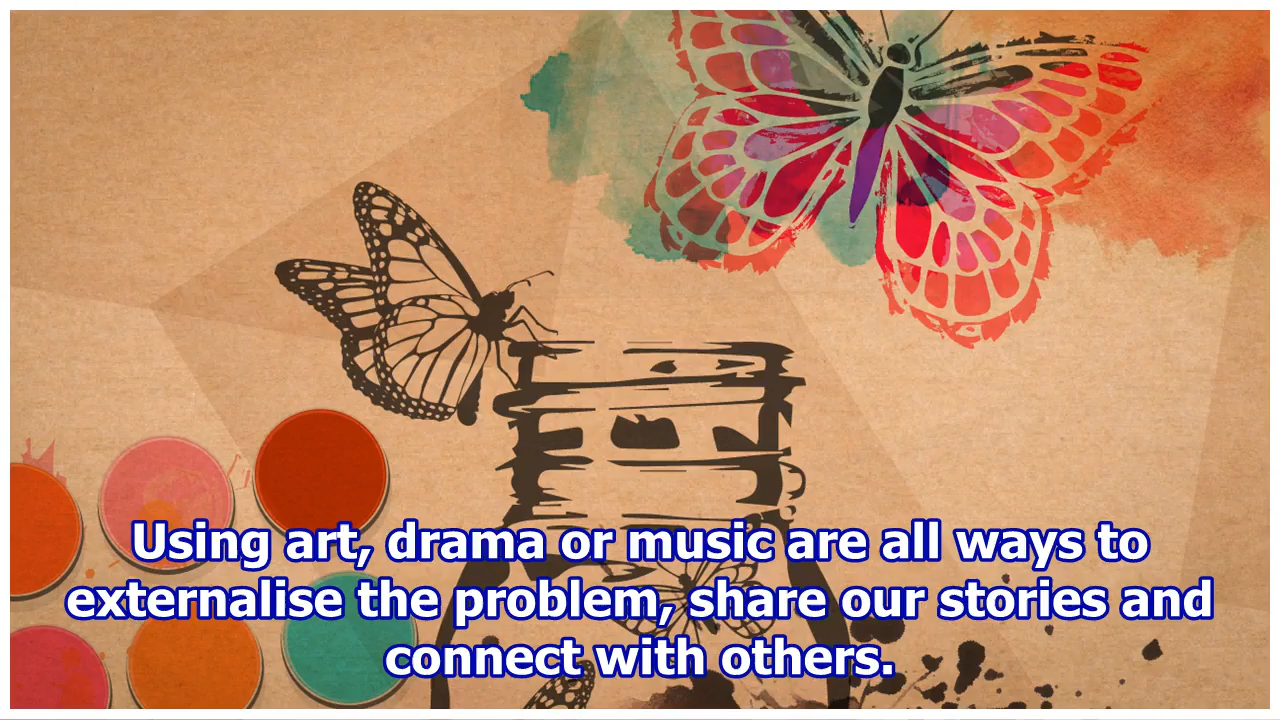 Using art, drama or music are all ways to
externalise the problem, share our stories and
connect with others.